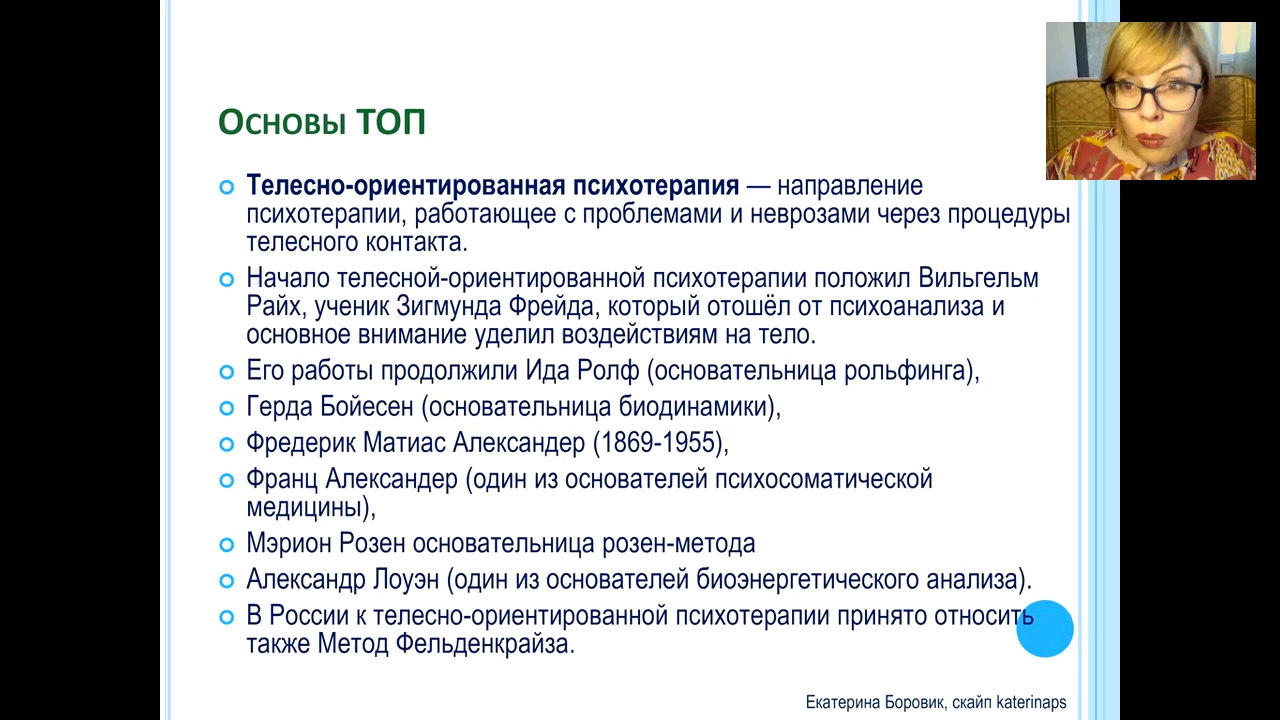 Основы ТОП
Телесно-ориентированная психотерапия — направление
психотерапии, работающее с проблемами и неврозами через процедуры
телесного контакта.
Начало телесной-ориентированной психотерапии положил Вильгельм
Райх, ученик Зигмунда Фрейда, который отошёл от психоанализа и
основное внимание уделил воздействиям на тело.
Его работы продолжили Ида Ролф (основательница рольфинга),
Герда Бойесен (основательница биодинамики),
Фредерик Матиас Александер (1869-1955),
Франц Александер (один из основателей психосоматической
медицины),
Мэрион Розен основательница розен-метода
Александр Лоуэн (один из основателей биоэнергетического анализа).
В России к телесно-ориентированной психотерапии принято относить
также Метод Фельденкрайза.
Екатерина Боровик, скайп katerinaps